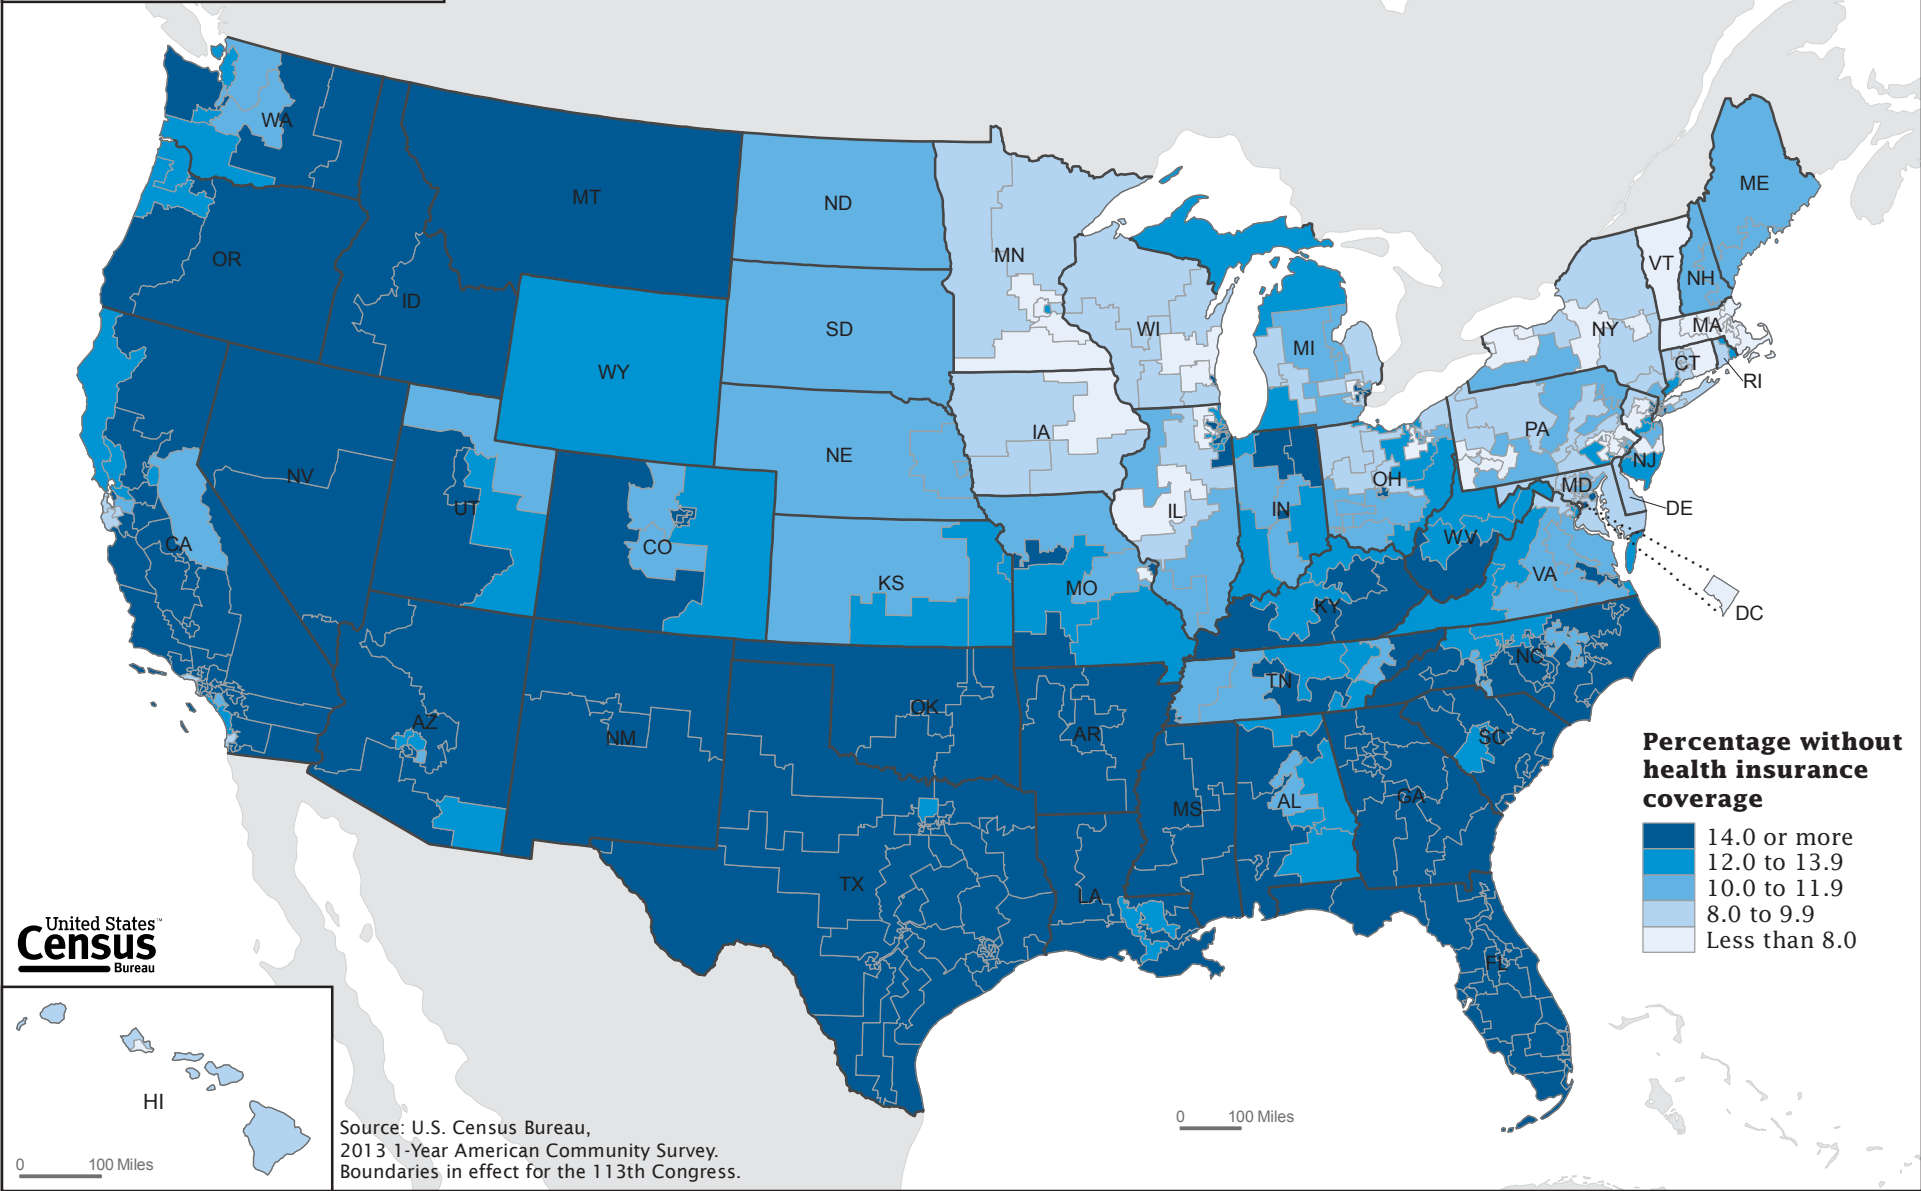 WA
MT
ND
MN
ME
OR
ID
SD
WI
MI
VT
NH
NY
MA
CT
RI
WY
NE
IA
PA
NJ
NV
UT
CO
IL
IN
OH
MD
DE
CA
KS
MO
WV
VA
KY
DC
AZ
NM
OK
AR
TN
NC
SC
MS
AL
GA
TX
LA
FL
HI
Percentage without
health insurance
coverage
14.0 or more
12.0 to 13.9
10.0 to 11.9
8.0 to 9.9
Less than 8.0
United States™
Census
Bureau
0 100 Miles
0 100 Miles
Source: U.S. Census Bureau,
2013 1-Year American Community Survey.
Boundaries in effect for the 113th Congress.